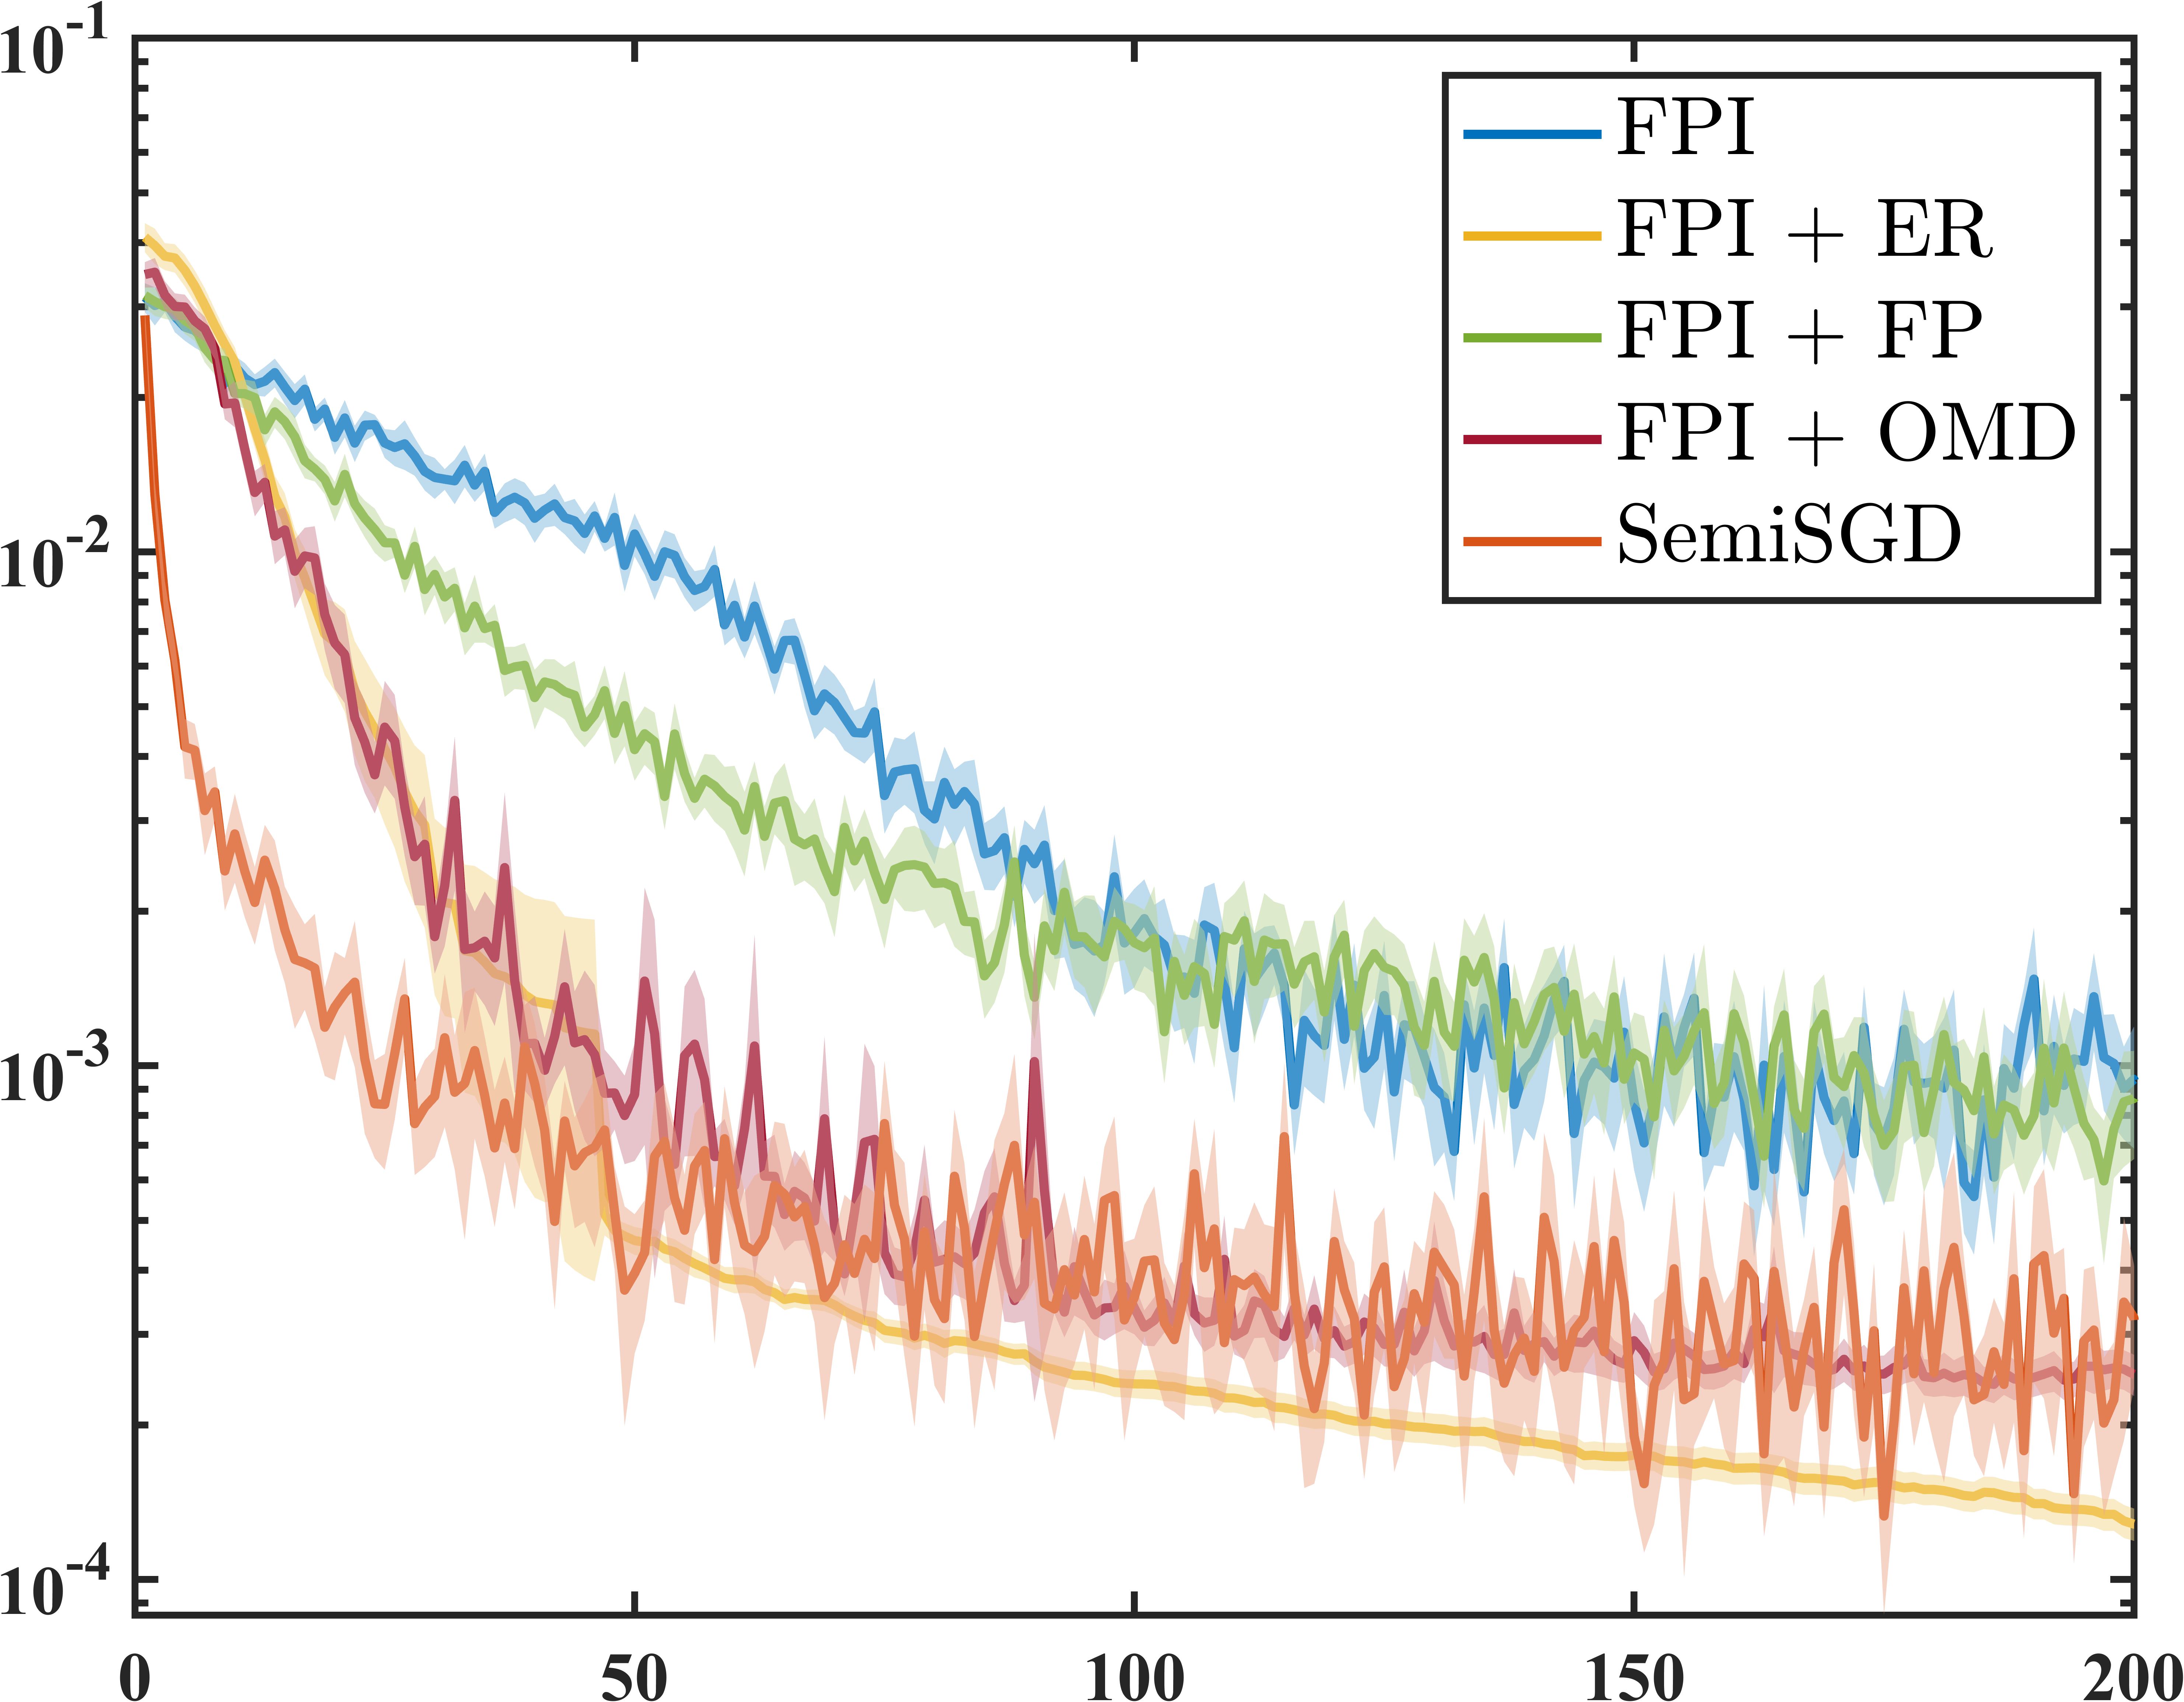 10-1
FPI
FPI + ER
FPI + FP
FPI + OMD
SemiSGD
10-2
10-3
10-4
0 50 100 150 200